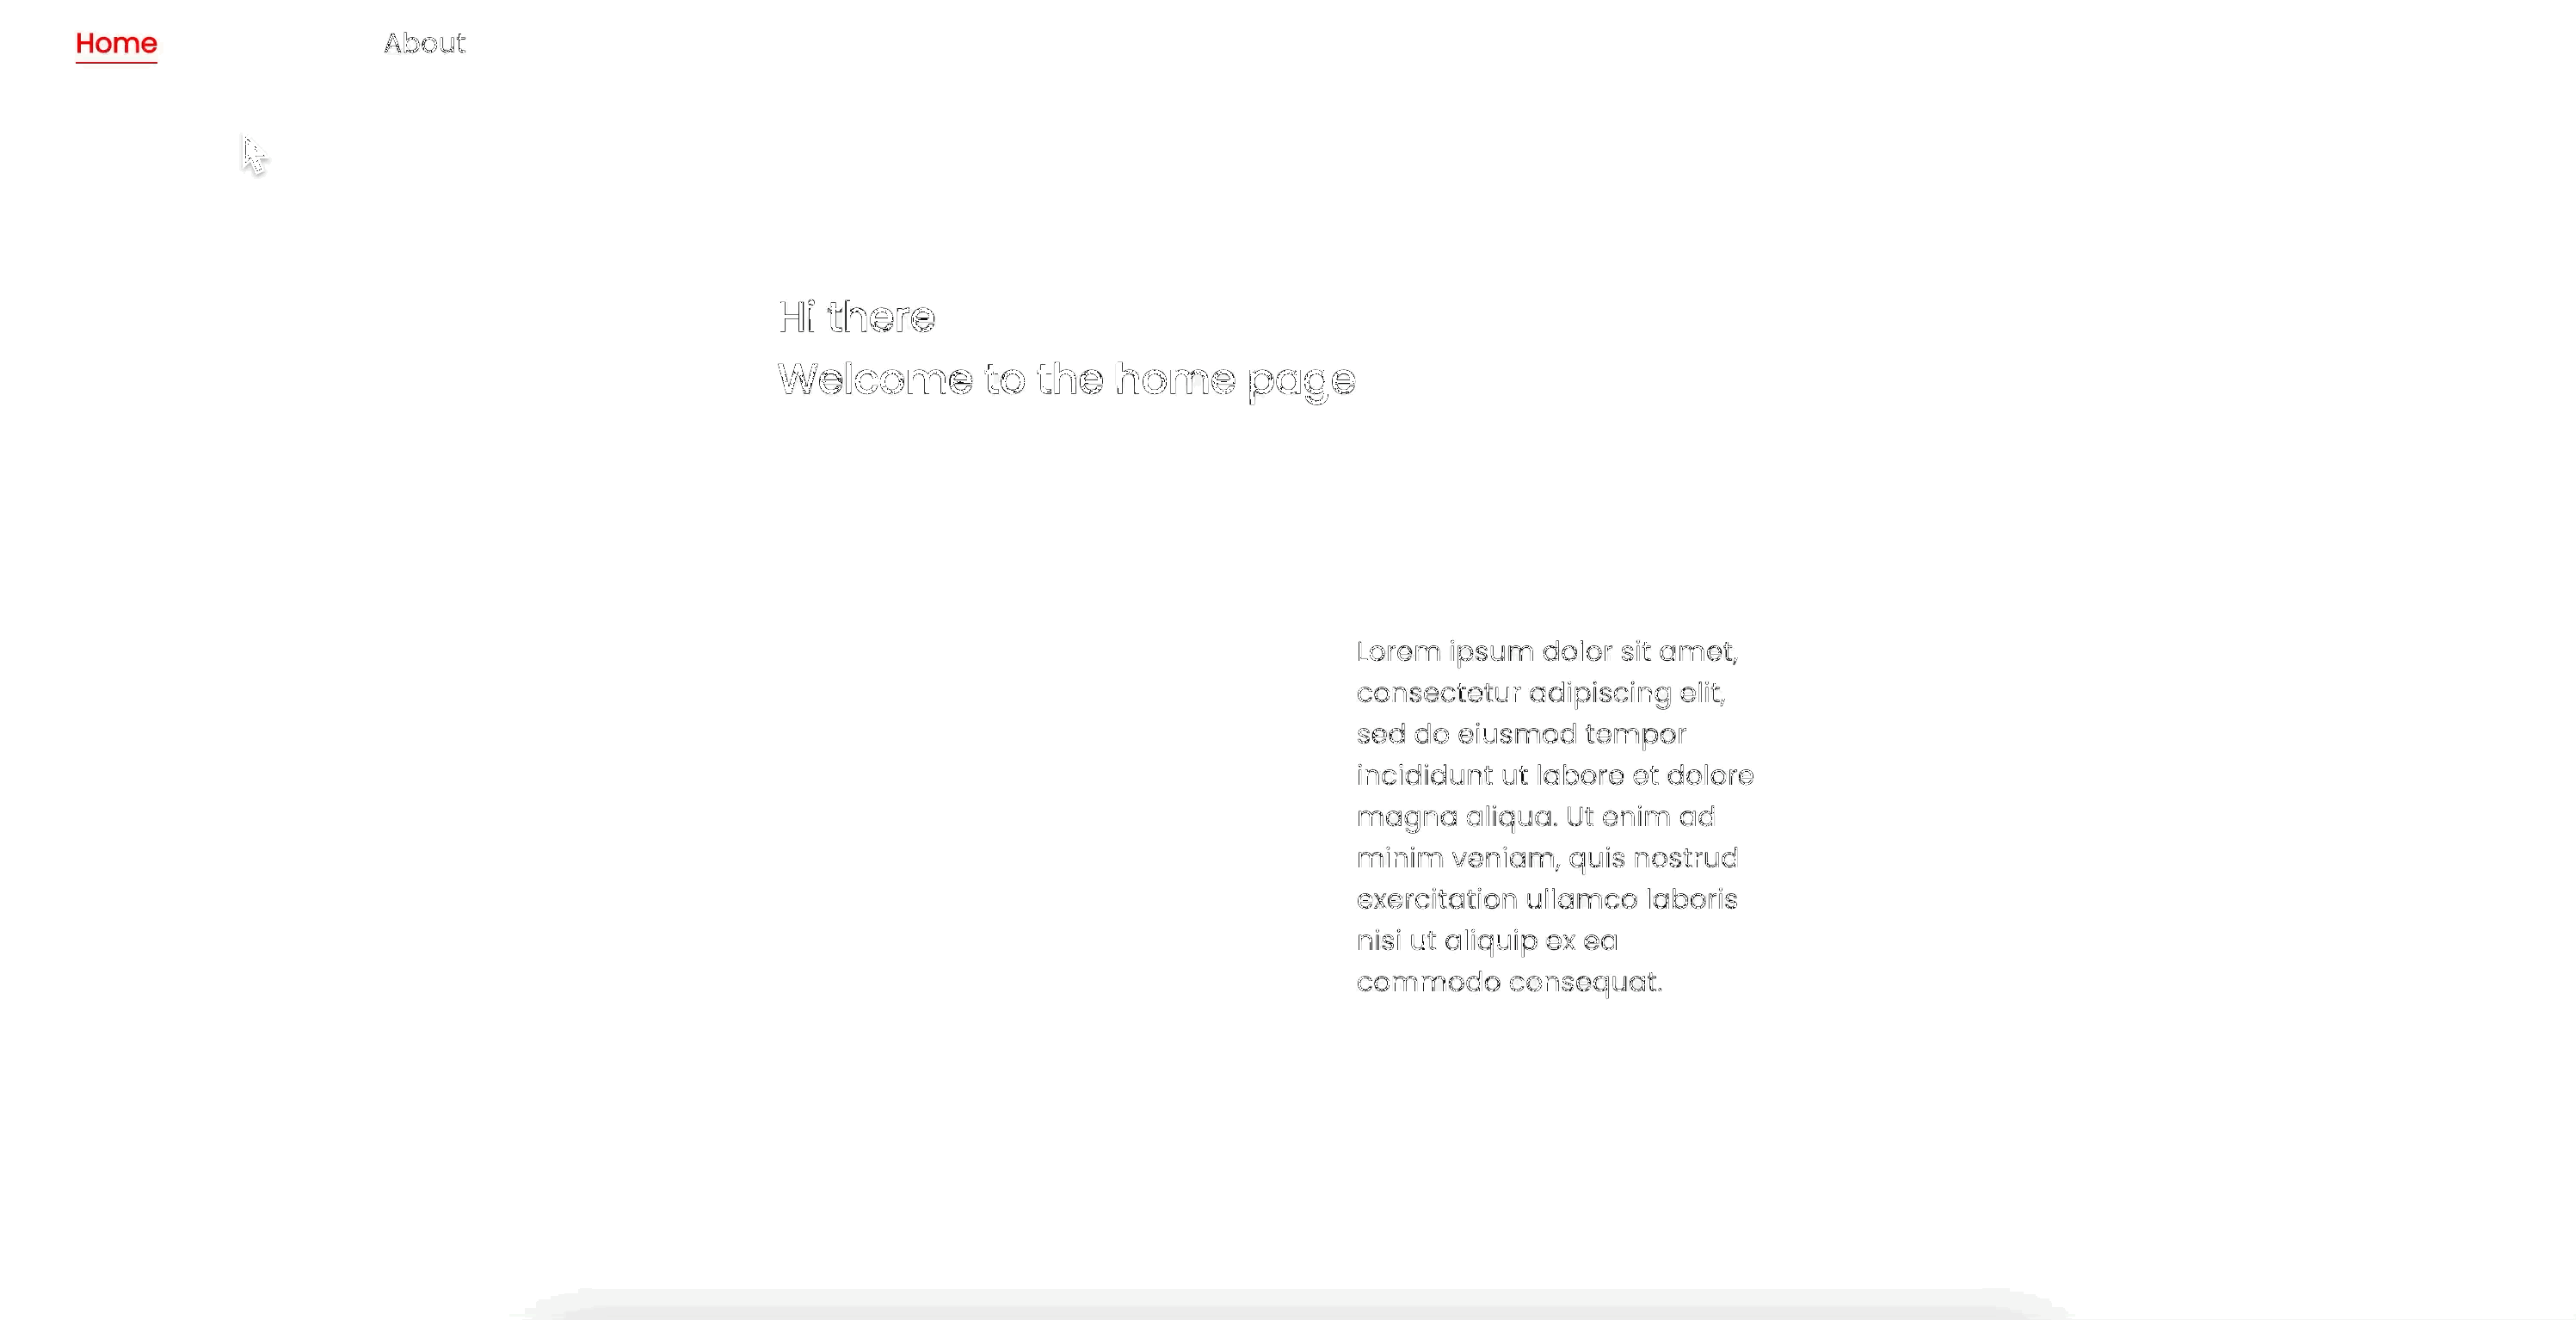 Home
About
Hi there
Welcome to the home page
Lorem ipsum dolor sit amet,
consectetur adipiscing elit,
sed do eiusmod tempor
incididunt ut labore et dolore
magna aliqua. Ut enim ad
minim veniam, quis nostrud
exercitation ullamco laboris
nisi ut aliquip ex ea
commodo consequat.